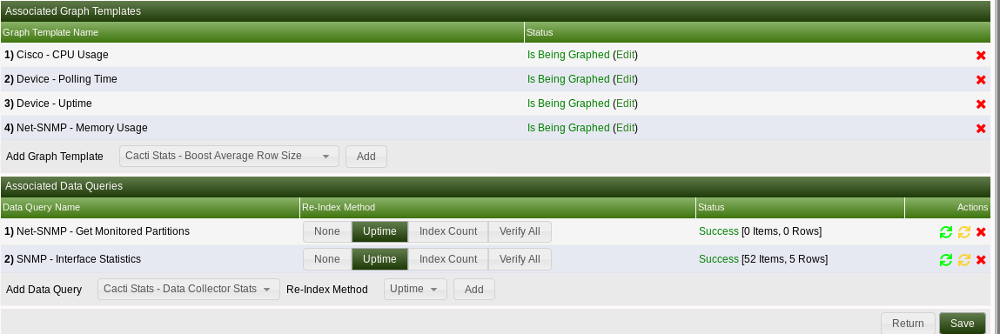 Associated Graph Templates
Graph Template Name Status
1) Cisco - CPU Usage Is Being Graphed (Edit)
2) Device - Polling Time Is Being Graphed (Edit)
3) Device - Uptime Is Being Graphed (Edit)
4) Net-SNMP - Memory Usage Is Being Graphed (Edit)
Add Graph Template Cacti Stats - Boost Average Row Size Add
Associated Data Queries
Data Query Name Re-Index Method Status Actions
1) Net-SNMP - Get Monitored Partitions None Uptime Index Count Verify All Success [0 Items, 0 Rows]
2) SNMP - Interface Statistics None Uptime Index Count Verify All Success [52 Items, 5 Rows]
Add Data Query Cacti Stats - Data Collector Stats Re-Index Method Uptime Add
Return Save